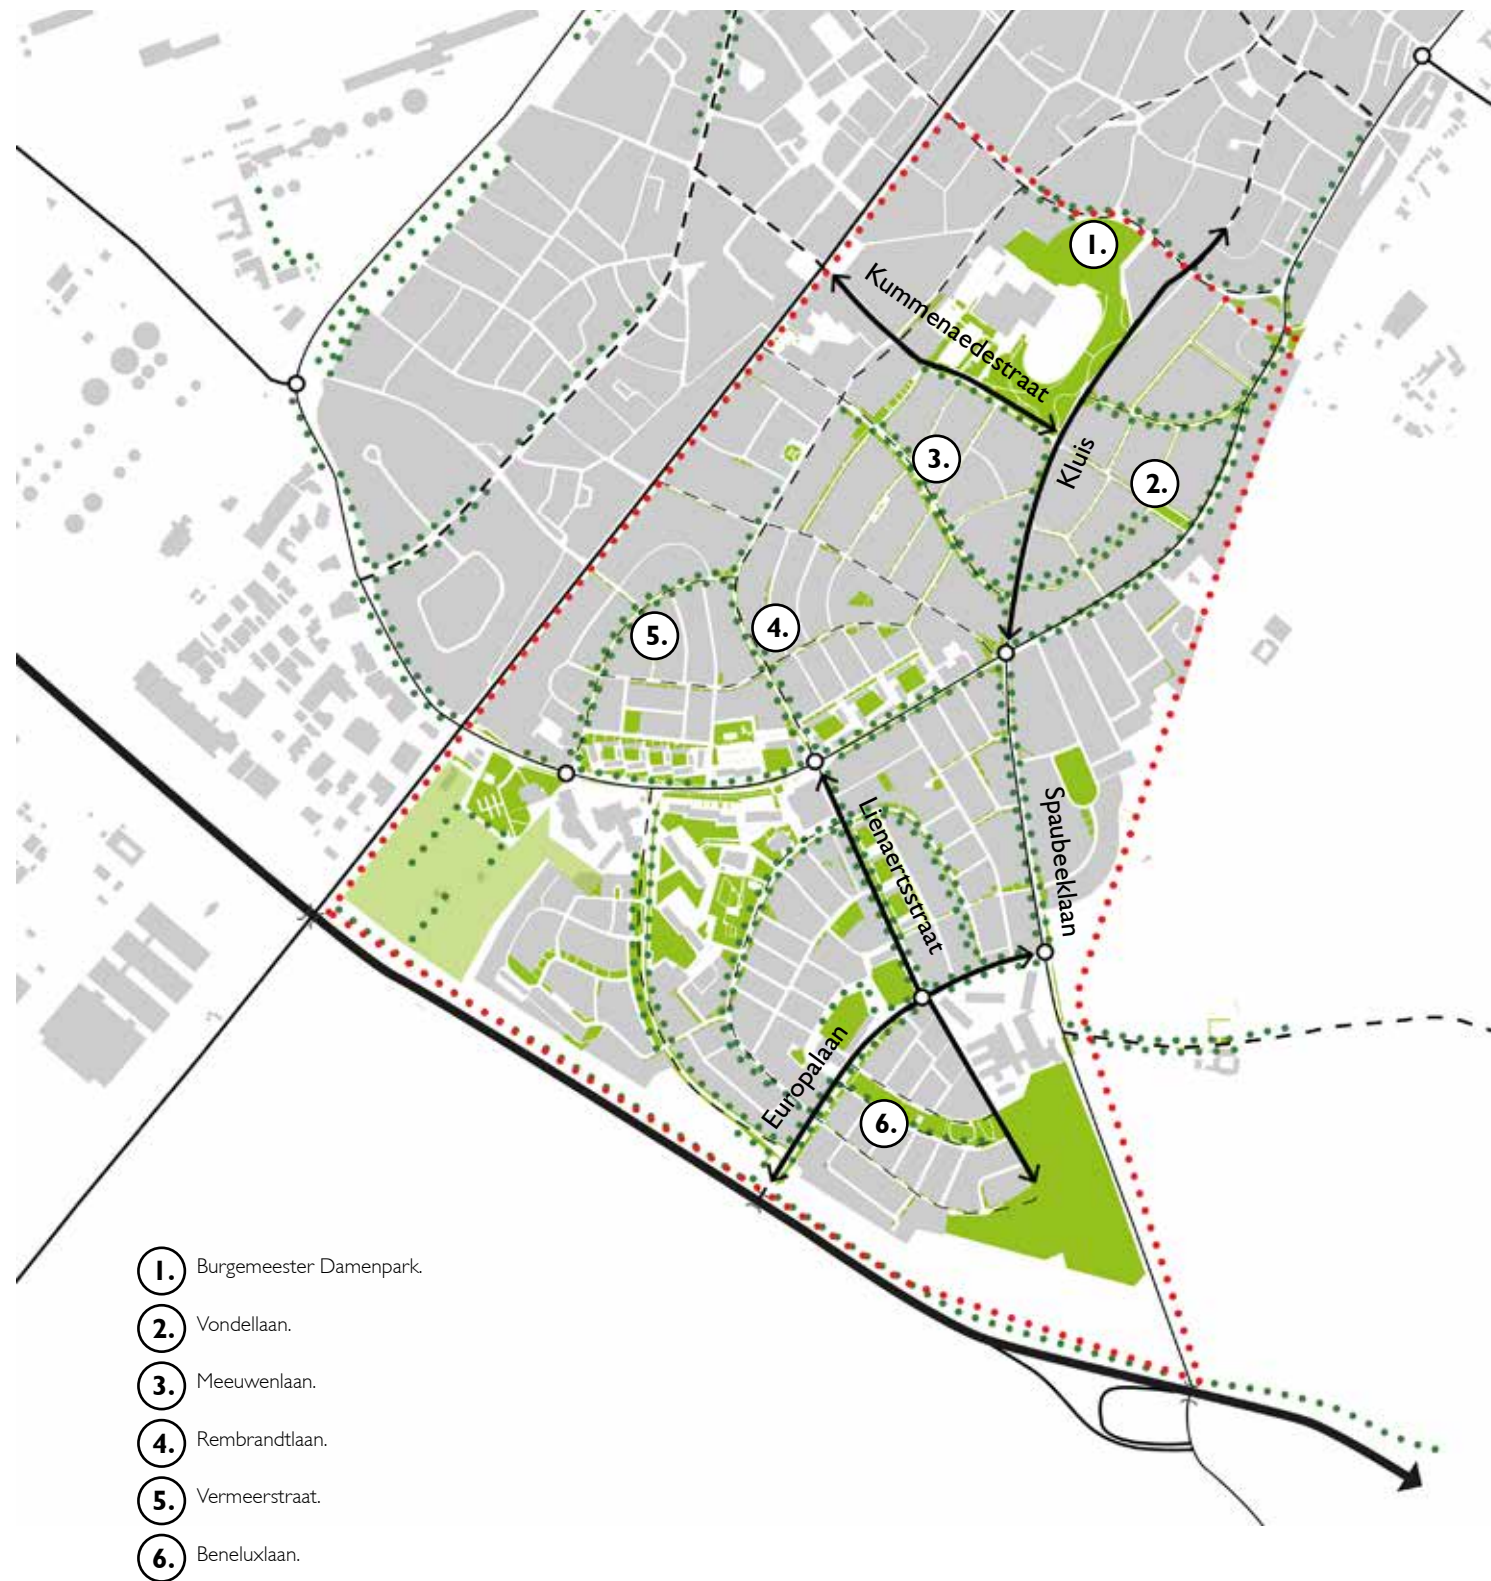 1.
Kummenaedestraat
Kluis
3.
2.
5.
4.
Lienaertsstraat
Spaubeeklaan
Europalaan
6.
1. Burgemeester Damenpark.
2. Vondellaan.
3. Meeuwenlaan.
4. Rembrandtlaan.
5. Vermeerstraat.
6. Beneluxlaan.